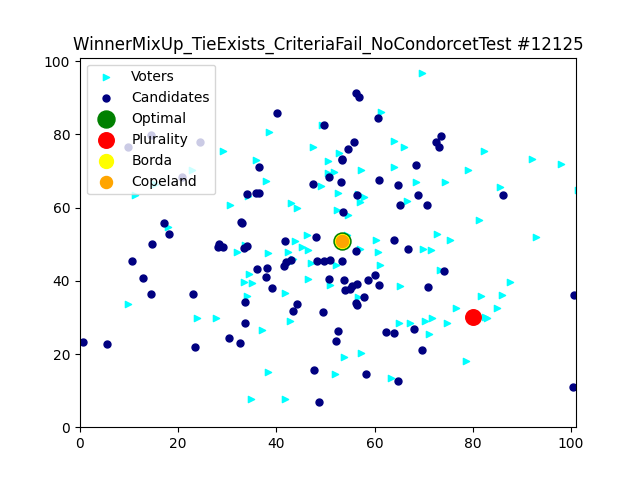 WinnerMixUp_TieExists_CriteriaFail_NoCondorcetTest #12125
100
80
60
40
20
0
Voters
Candidates
Optimal
Plurality
Borda
Copeland
0 20 40 60 80 100